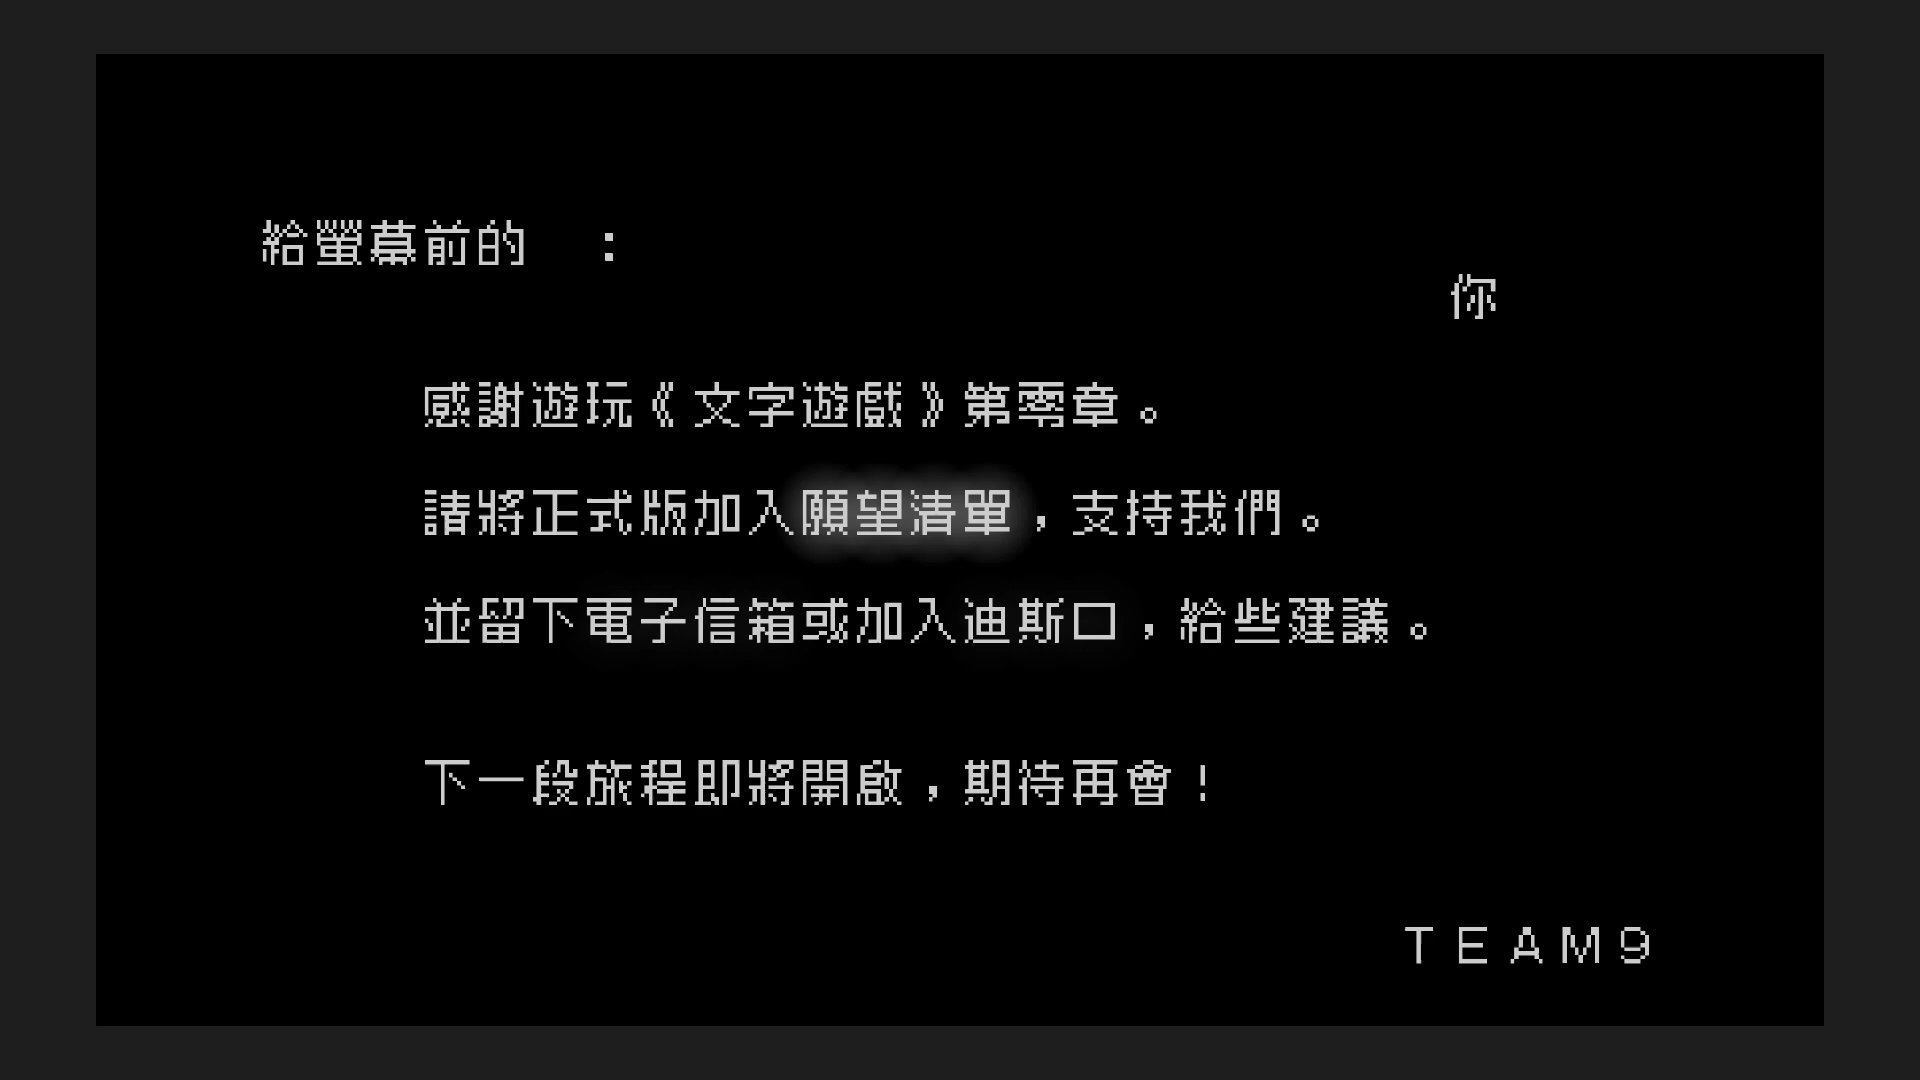 給螢幕前的　：
你
感謝遊玩《文字遊戲》第零章。
請將正式版加入願望清單，支持我們。
並留下電子信箱或加入迪斯口，給些建議。
下一段旅程即將開啟，期待再會！
TEAM9